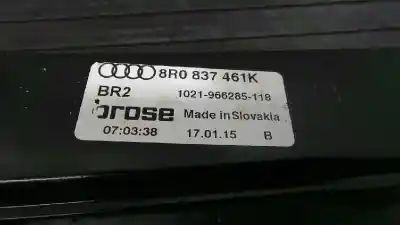 8R0 837 461K
BR2 1021-966285-118
brose Made in Slovakia
07:03:38 17.01.15 B